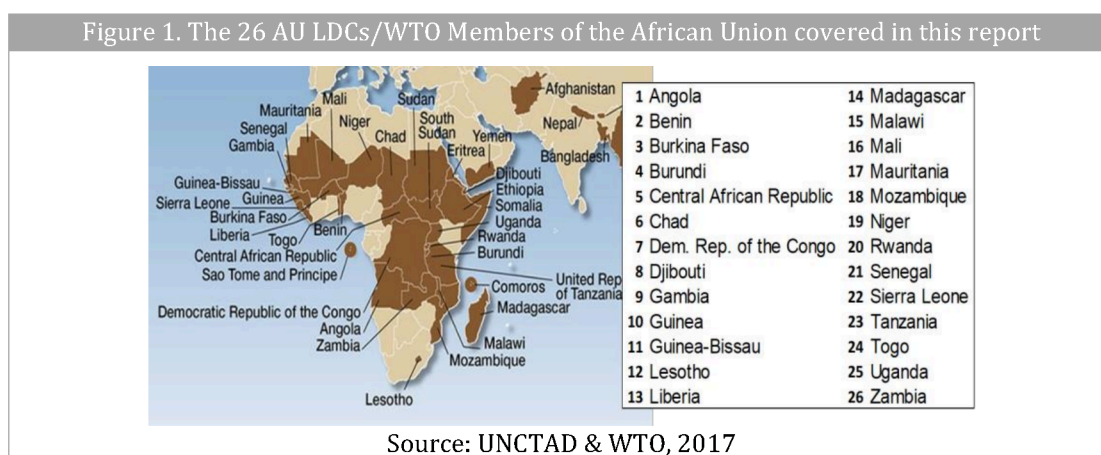 Figure 1. The 26 AU LDCs/WTO Members of the African Union covered in this report
Mali
Mauritania
Niger
Senegal
Gambia
Chad
Sudan
South
Sudan
Eritrea
Yemen
Afghanistan
Nepal
Bangladesh
Guinea-Bissau
Guinea
Sierra Leone
Burkina Faso
Liberia
Togo
Benin
Central African Republic
Sao Tome and Principe
Djibouti
Ethiopia
Somalia
Uganda
Rwanda
Burundi
United Rep
of Tanzania
Comoros
Madagascar
Democratic Republic of the Congo
Angola
Zambia
Malawi
Mozambique
Lesotho
1 Angola
2 Benin
3 Burkina Faso
4 Burundi
5 Central African Republic
6 Chad
7 Dem. Rep. of the Congo
8 Djibouti
9 Gambia
10 Guinea
11 Guinea-Bissau
12 Lesotho
13 Liberia
14 Madagascar
15 Malawi
16 Mali
17 Mauritania
18 Mozambique
19 Niger
20 Rwanda
21 Senegal
22 Sierra Leone
23 Tanzania
24 Togo
25 Uganda
26 Zambia
Source: UNCTAD & WTO, 2017